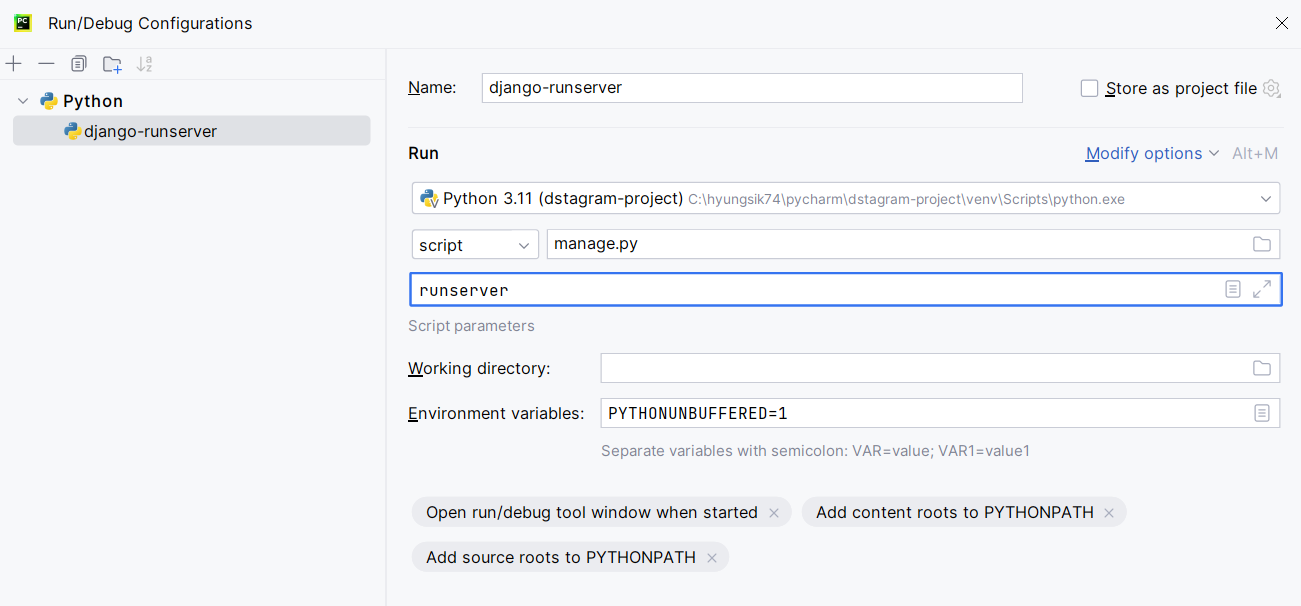 PC
Run/Debug Configurations
Python
django-runserver
Name: django-runserver
Store as project file
Run
Modify options Alt+M
Python 3.11 (dstagram-project) C:\hyungsik74\pycharm\dstagram-project\venv\Scripts\python.exe
script manage.py
runserver
Script parameters
Working directory:
Environment variables: PYTHONUNBUFFERED=1
Separate variables with semicolon: VAR=value; VAR1=value1
Open run/debug tool window when started × Add content roots to PYTHONPATH ×
Add source roots to PYTHONPATH ×